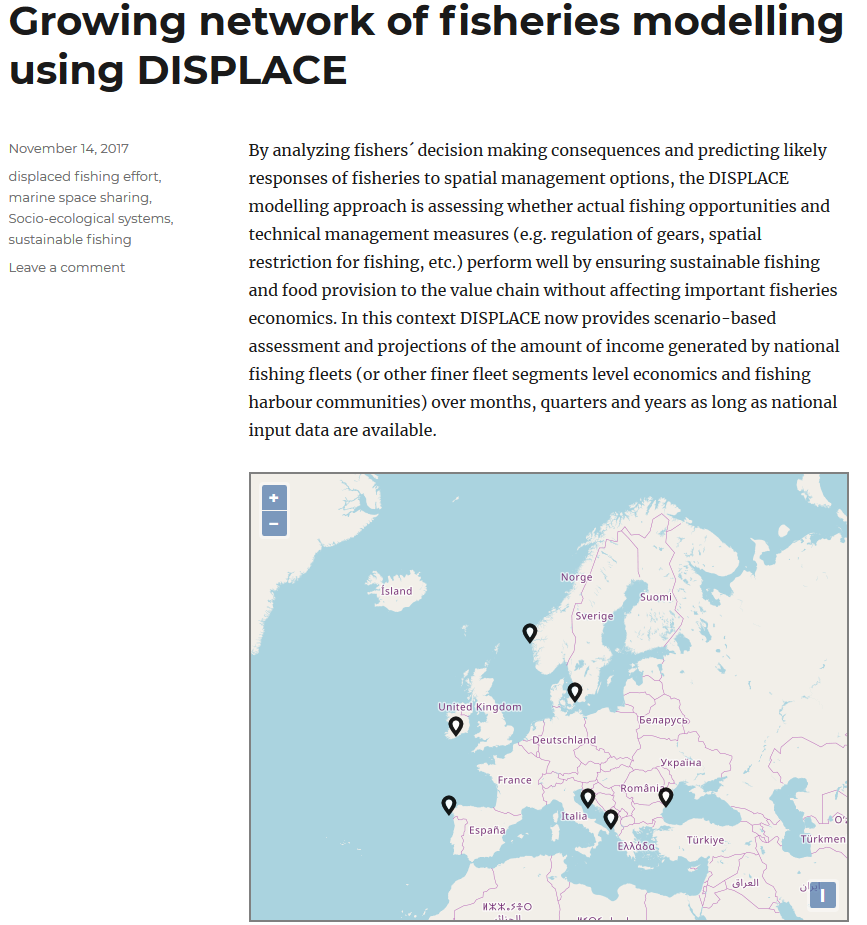 Growing network of fisheries modelling
using DISPLACE
November 14, 2017
displaced fishing effort,
marine space sharing,
Socio-ecological systems,
sustainable fishing
Leave a comment
By analyzing fishers´ decision making consequences and predicting likely
responses of fisheries to spatial management options, the DISPLACE
modelling approach is assessing whether actual fishing opportunities and
technical management measures (e.g. regulation of gears, spatial
restriction for fishing, etc.) perform well by ensuring sustainable fishing
and food provision to the value chain without affecting important fisheries
economics. In this context DISPLACE now provides scenario-based
assessment and projections of the amount of income generated by national
fishing fleets (or other finer fleet segments level economics and fishing
harbour communities) over months, quarters and years as long as national
input data are available.
+
−
Norge
Ísland
Suomi
Sverige
United Kingdom
Беларусь
Deutschland
Україна
France
România
Italia
España
Türkiye
Ελλάδα
Türkmen
العراق
ایران
I